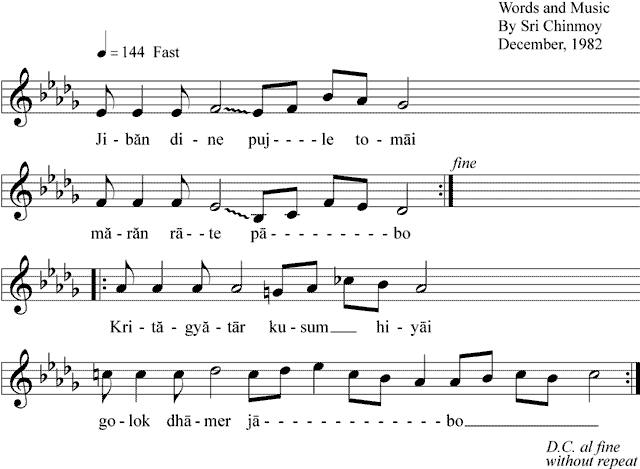 Words and Music
By Sri Chinmoy
December, 1982
♩ = 144 Fast
Ji - băn di - ne puj - - - - le to - māi
fine
mă - răn rā - te pā - - - - - - - - - - bo
Kri - tă - gyă - tār ku - sum ___ hi - yāi
go - lok dhā - mer jā - - - - - - - - - - - - - bo ___
D.C. al fine
without repeat